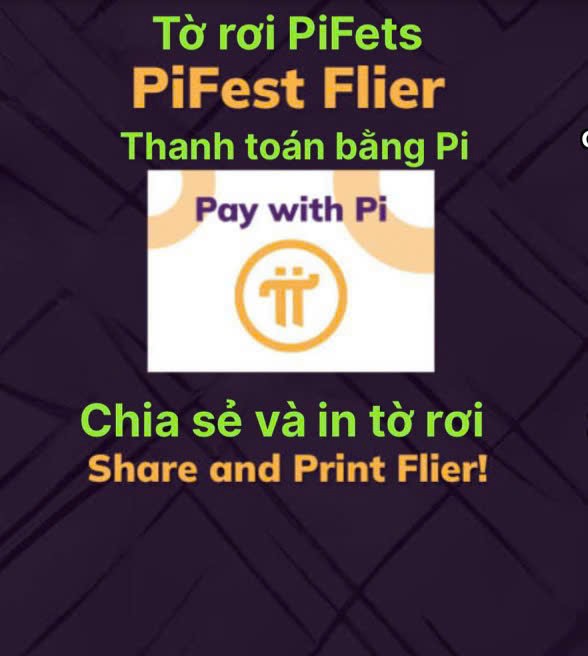 Tờ rơi PiFets
PiFest Flier
Thanh toán bằng Pi
Pay with Pi
Chia sẻ và in tờ rơi
Share and Print Flier!